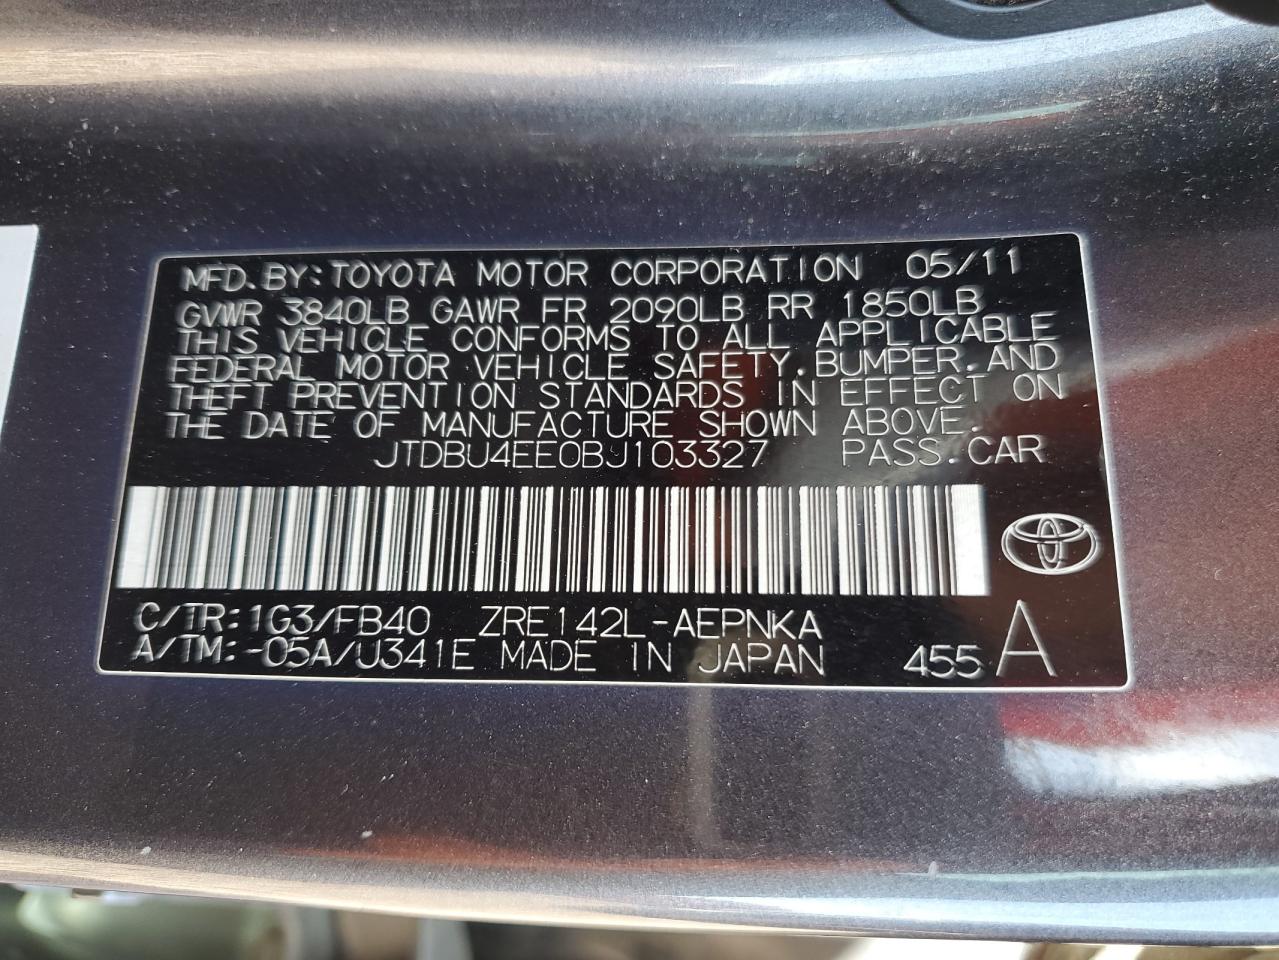 MFD.BY:TOYOTA MOTOR CORPORATION 05/11
GVWR 3840LB GAWR FR 2090LB RR 1850LB
THIS VEHICLE CONFORMS TO ALL APPLICABLE
FEDERAL MOTOR VEHICLE SAFETY.BUMPER.AND
THEFT PREVENTION STANDARDS IN EFFECT ON
THE DATE OF MANUFACTURE SHOWN ABOVE.
JTDBU4EE0BJ103327 PASS.CAR
C/TR:1G3/FB40 ZRE142L-AEPNKA
A/TM:-05A/U341E MADE IN JAPAN 455 A